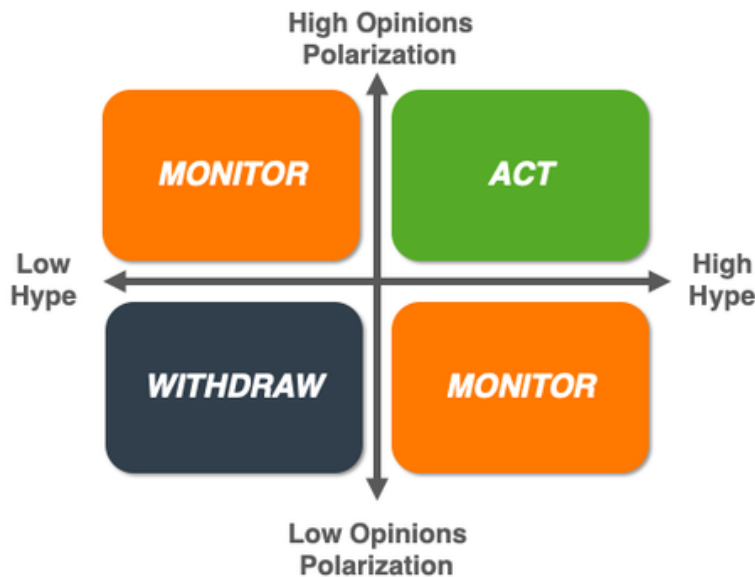 High Opinions
Polarization
MONITOR
ACT
Low
Hype
High
Hype
WITHDRAW
MONITOR
Low Opinions
Polarization